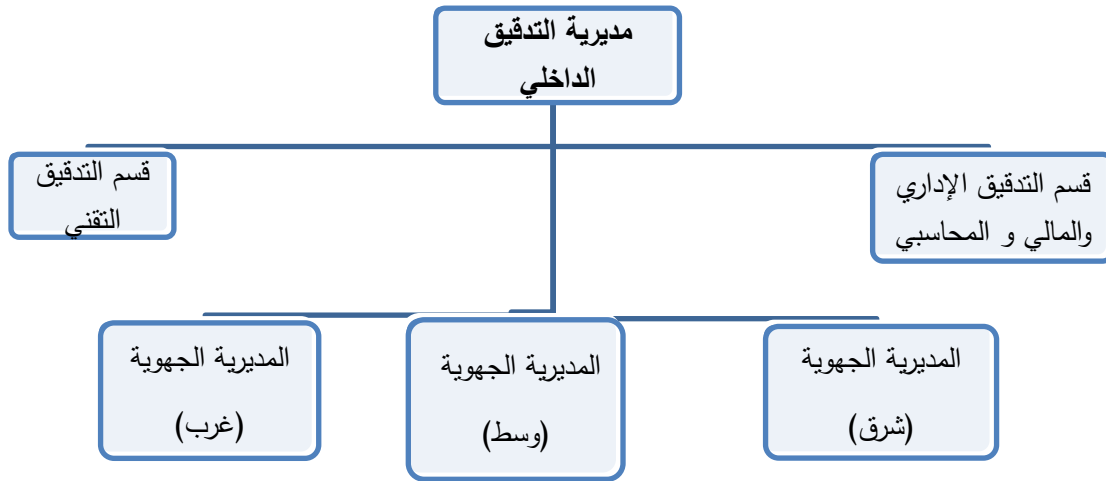 مديرية التدقيق
الداخلي
قسم التدقيق الإداري
والمالي و المحاسبي
قسم التدقيق
التقني
المديرية الجهوية
(شرق)
المديرية الجهوية
(وسط)
المديرية الجهوية
(غرب)